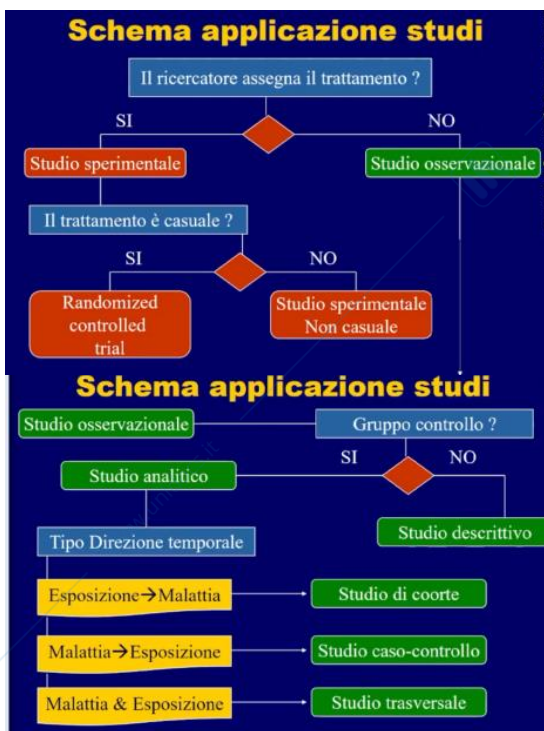 Schema applicazione studi
Il ricercatore assegna il trattamento ?
SI
NO
Studio sperimentale
Studio osservazionale
Il trattamento è casuale ?
SI
NO
Randomized
controlled
trial
Studio sperimentale
Non casuale
Schema applicazione studi
Studio osservazionale
Gruppo controllo ?
SI
NO
Studio analitico
Studio descrittivo
Tipo Direzione temporale
Esposizione→Malattia
Studio di coorte
Malattia→Esposizione
Studio caso-controllo
Malattia & Esposizione
Studio trasversale